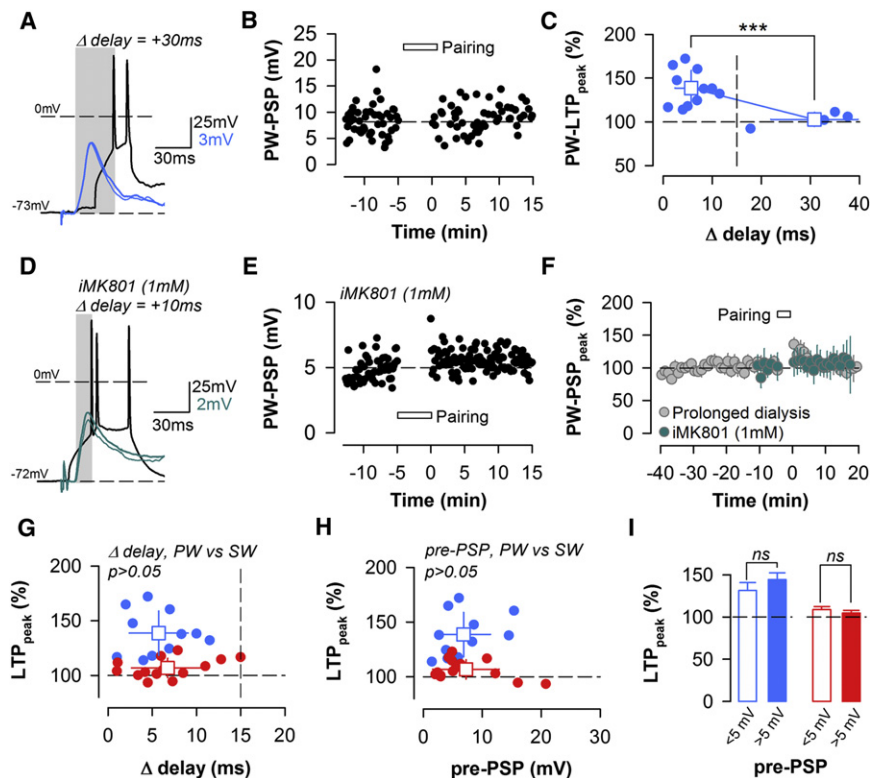 A
Δ delay = +30ms
0mV
25mV
3mV
30ms
-73mV
B
PW-PSP (mV)
25
20
15
10
5
0
Pairing
-10 -5 0 5 10 15
Time (min)
C
PW-LTPpeak (%)
200
150
100
50
***
0 10 20 30 40
Δ delay (ms)
D
iMK801 (1mM)
Δ delay = +10ms
0mV
25mV
2mV
30ms
-72mV
E
iMK801 (1mM)
PW-PSP (mV)
10
5
0
Pairing
-10 -5 0 5 10 15
Time (min)
F
PW-PSPpeak (%)
200
150
100
50
0
Pairing
Prolonged dialysis
iMK801 (1mM)
-40 -30 -20 -10 0 10 20
Time (min)
G
Δ delay, PW vs SW
p>0.05
LTPpeak (%)
200
150
100
0 5 10 15 20
Δ delay (ms)
H
pre-PSP, PW vs SW
p>0.05
LTPpeak (%)
200
150
100
0 10 20 30
pre-PSP (mV)
I
LTPpeak (%)
150
100
50
0
ns
ns
<5 mV >5 mV <5 mV >5 mV
pre-PSP